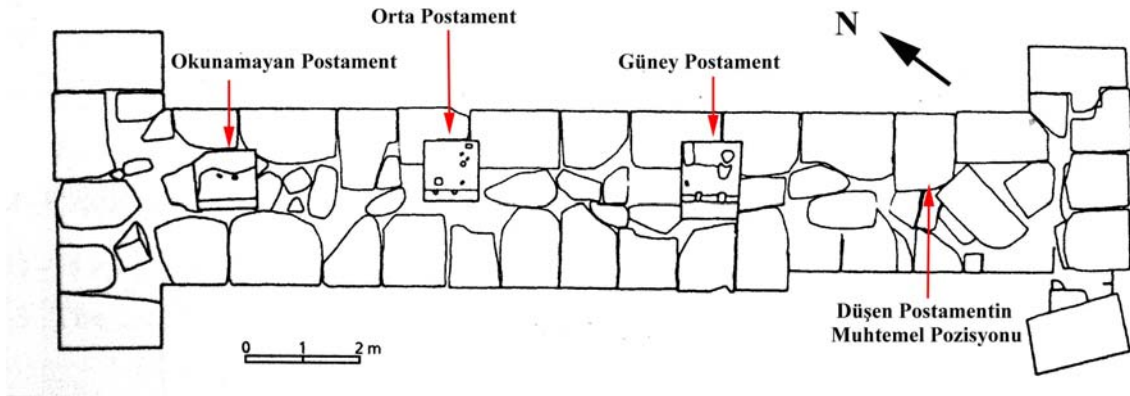 Orta Postament
N
Okunamayan Postament
Güney Postament
Düşen Postamentin
Muhtemel Pozisyonu
0 1 2 m